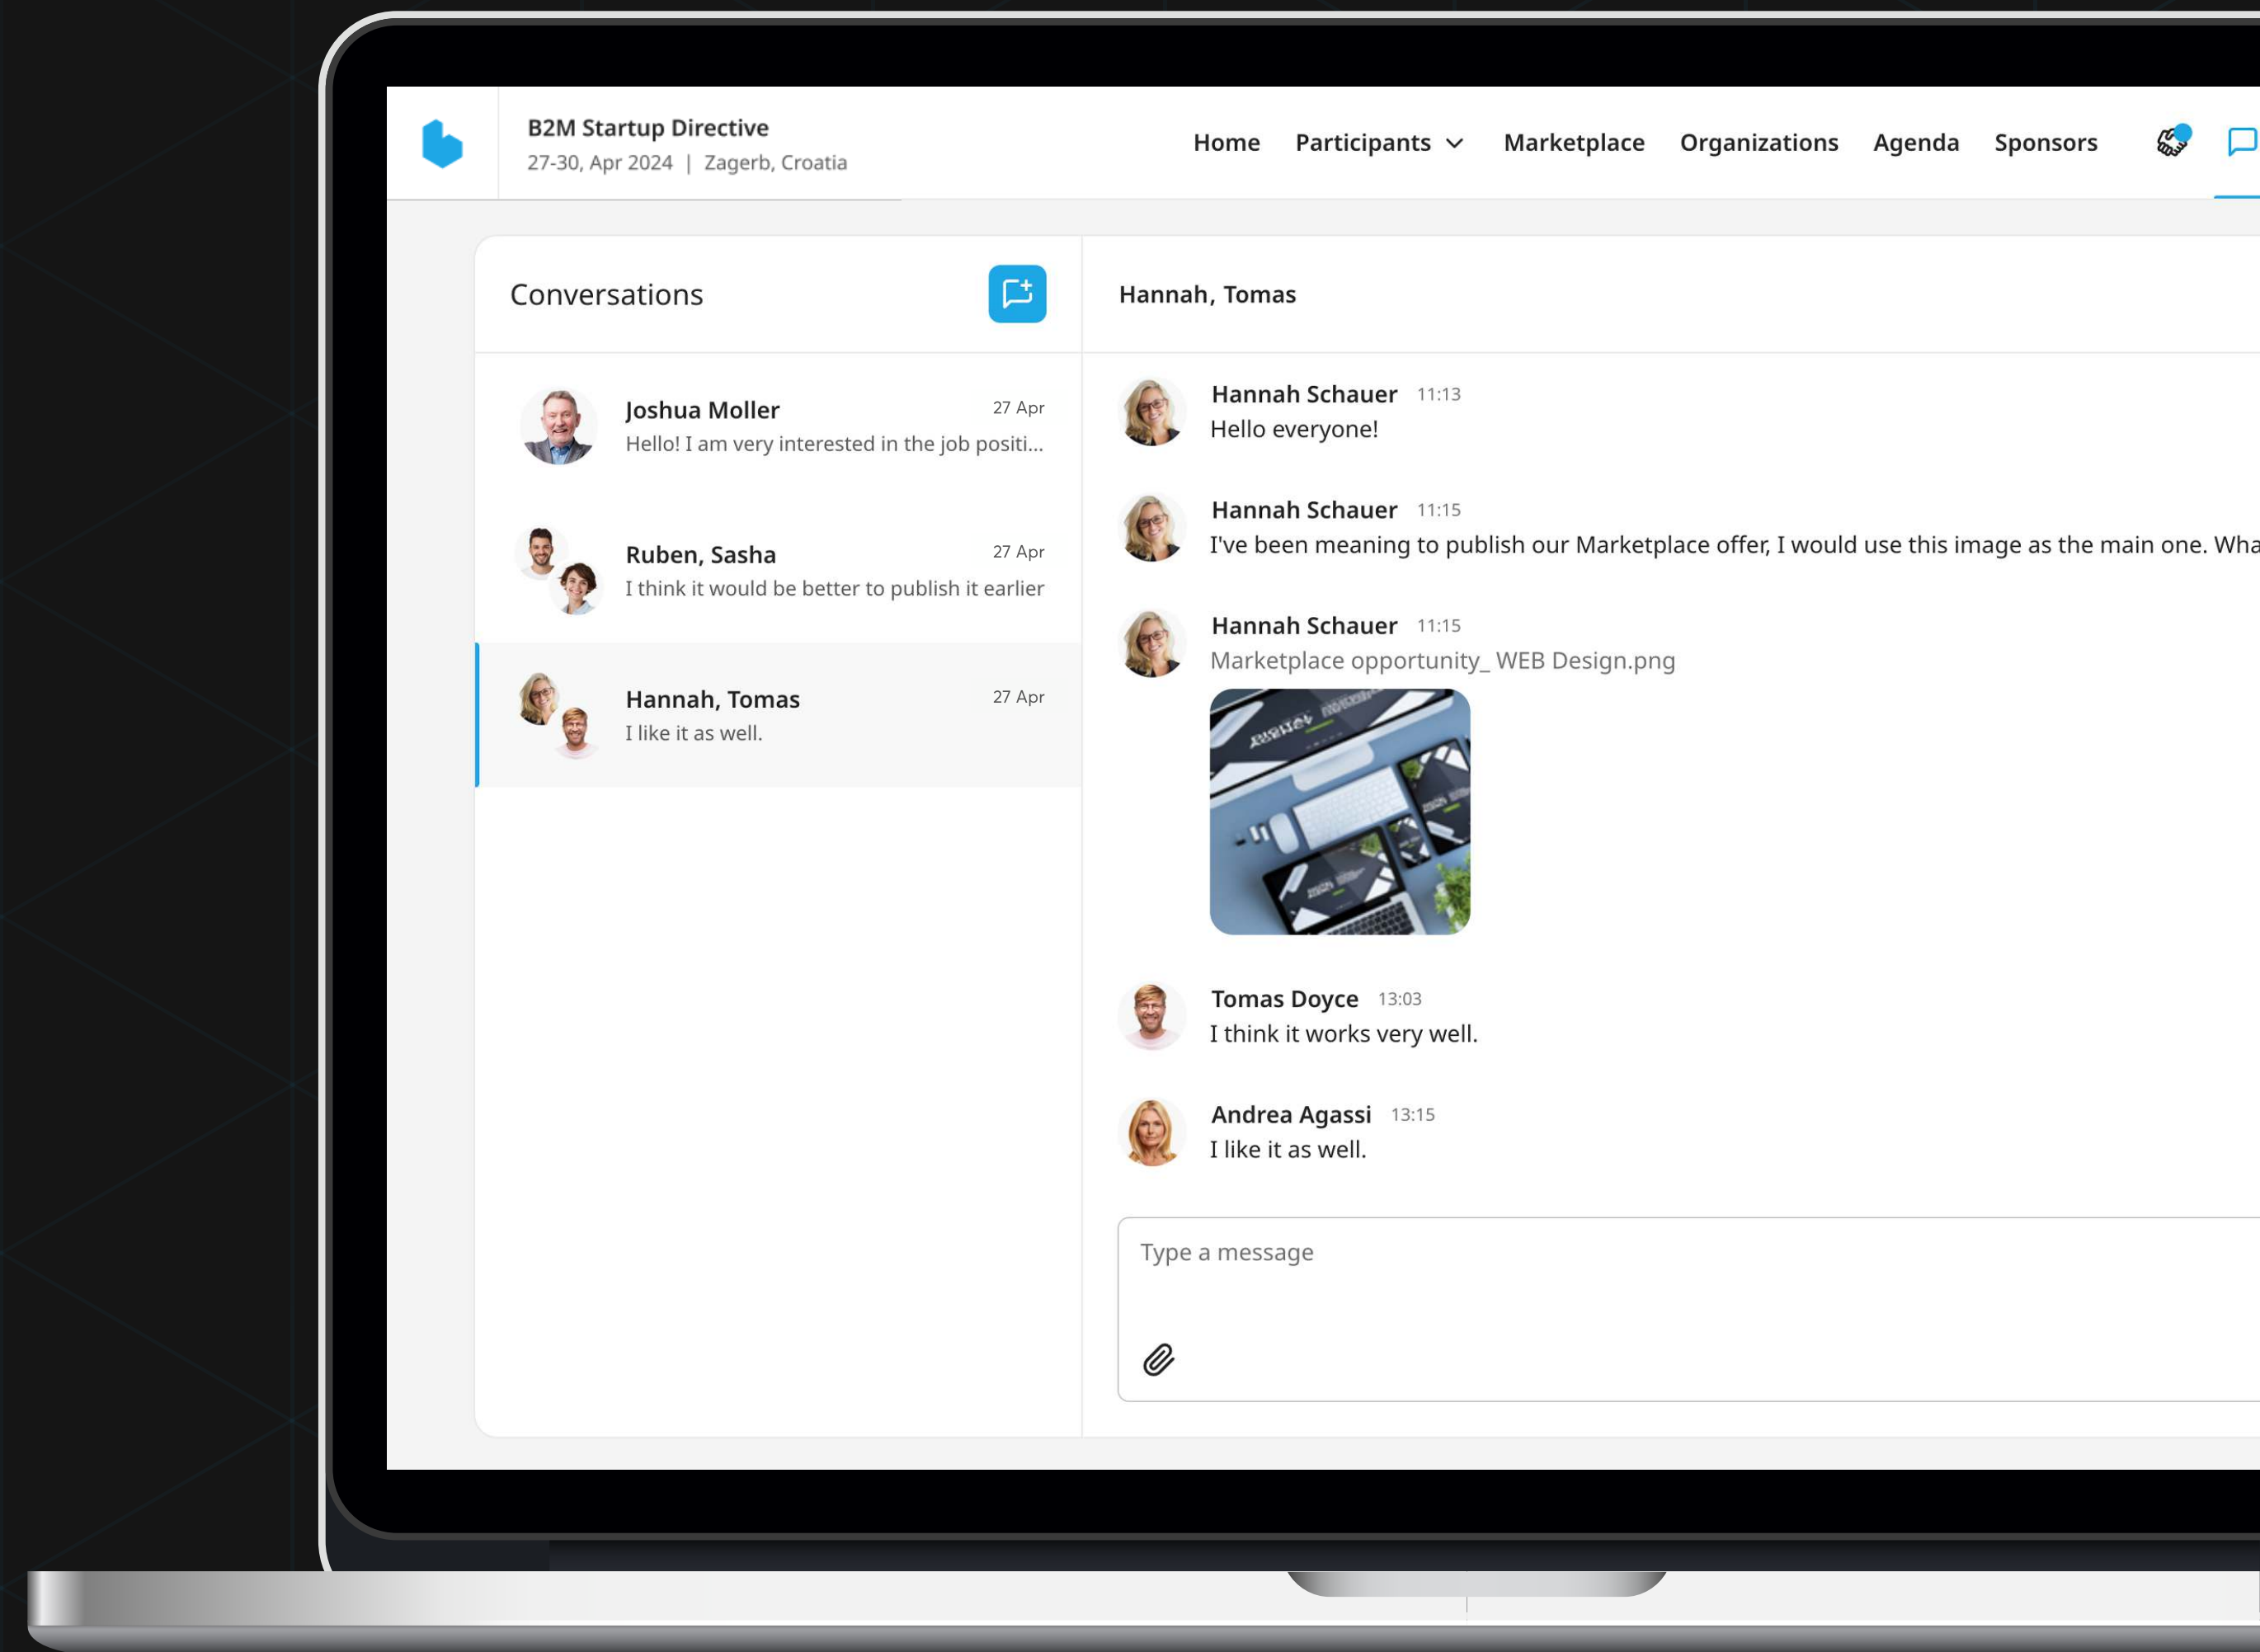 B2M Startup Directive
27-30, Apr 2024 | Zagerb, Croatia
Home Participants Marketplace Organizations Agenda Sponsors
Conversations
Joshua Moller 27 Apr
Hello! I am very interested in the job positi...
Ruben, Sasha 27 Apr
I think it would be better to publish it earlier
Hannah, Tomas 27 Apr
I like it as well.
Hannah, Tomas
Hannah Schauer 11:13
Hello everyone!
Hannah Schauer 11:15
I've been meaning to publish our Marketplace offer, I would use this image as the main one. Wha
Hannah Schauer 11:15
Marketplace opportunity_ WEB Design.png
DIGITAL
AGENCY
Tomas Doyce 13:03
I think it works very well.
Andrea Agassi 13:15
I like it as well.
Type a message